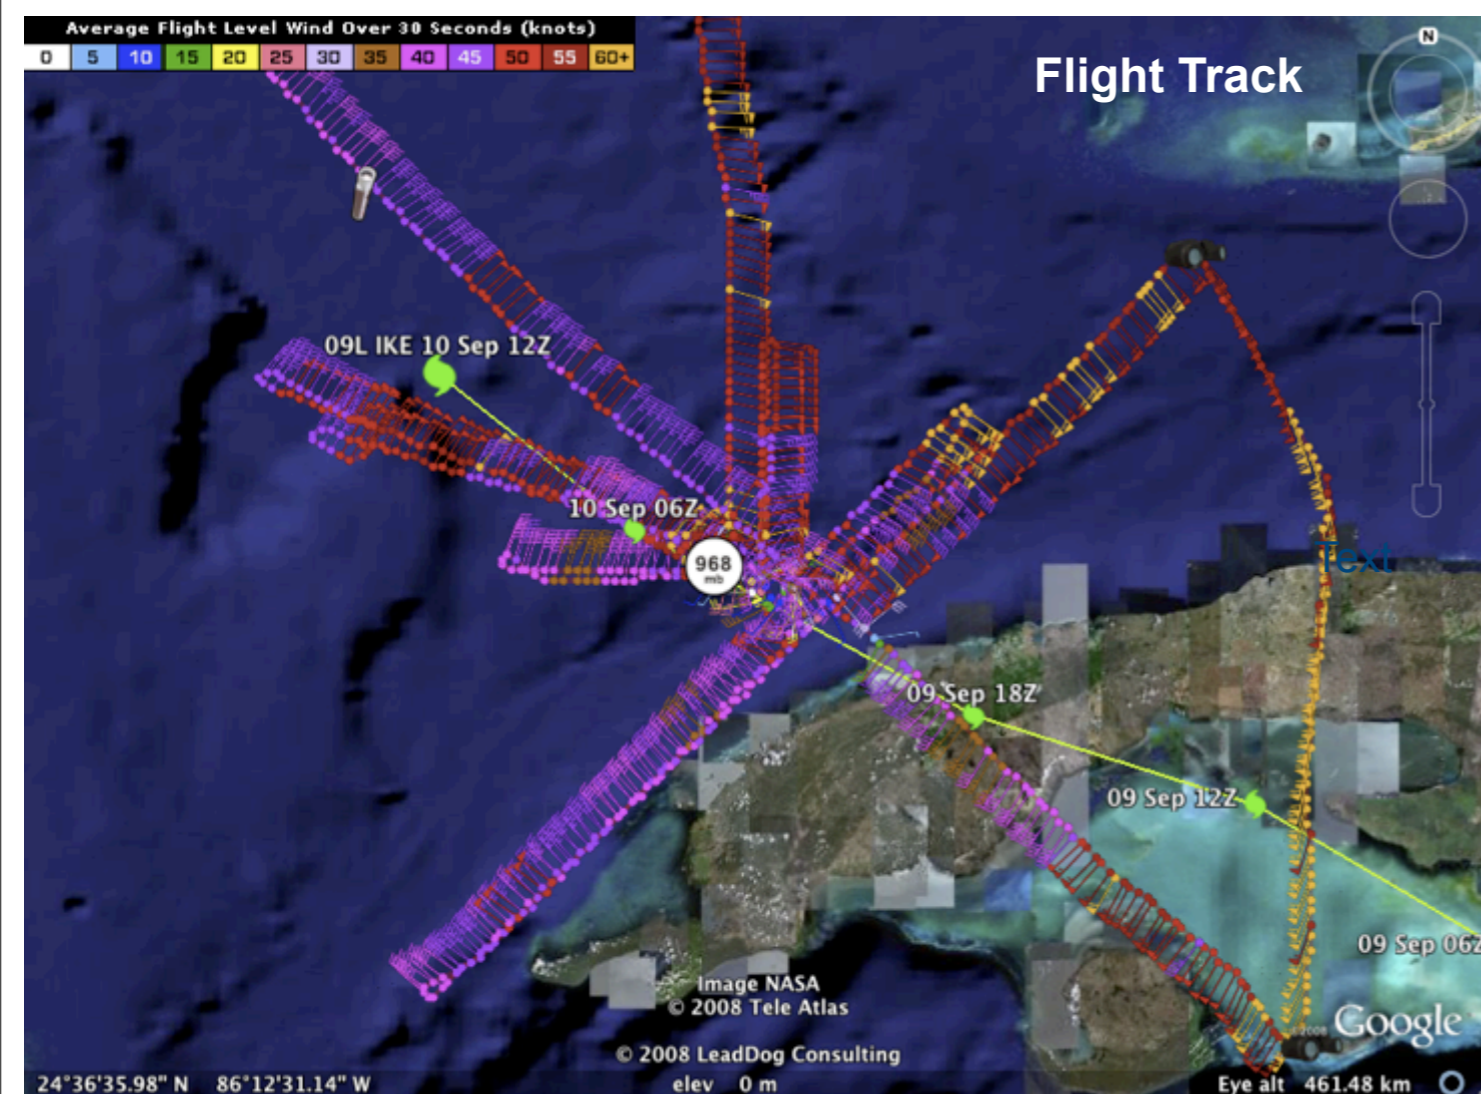 Average Flight Level Wind Over 30 Seconds (knots)
0 5 10 15 20 25 30 35 40 45 50 55 60+
N
Flight Track
09L IKE 10 Sep 12Z
10 Sep 06Z
968
mb
Text
09 Sep 18Z
09 Sep 12Z
09 Sep 06Z
Image NASA
© 2008 Tele Atlas
©2008 Google
© 2008 LeadDog Consulting
24°36'35.98" N 86°12'31.14" W elev 0 m Eye alt 461.48 km